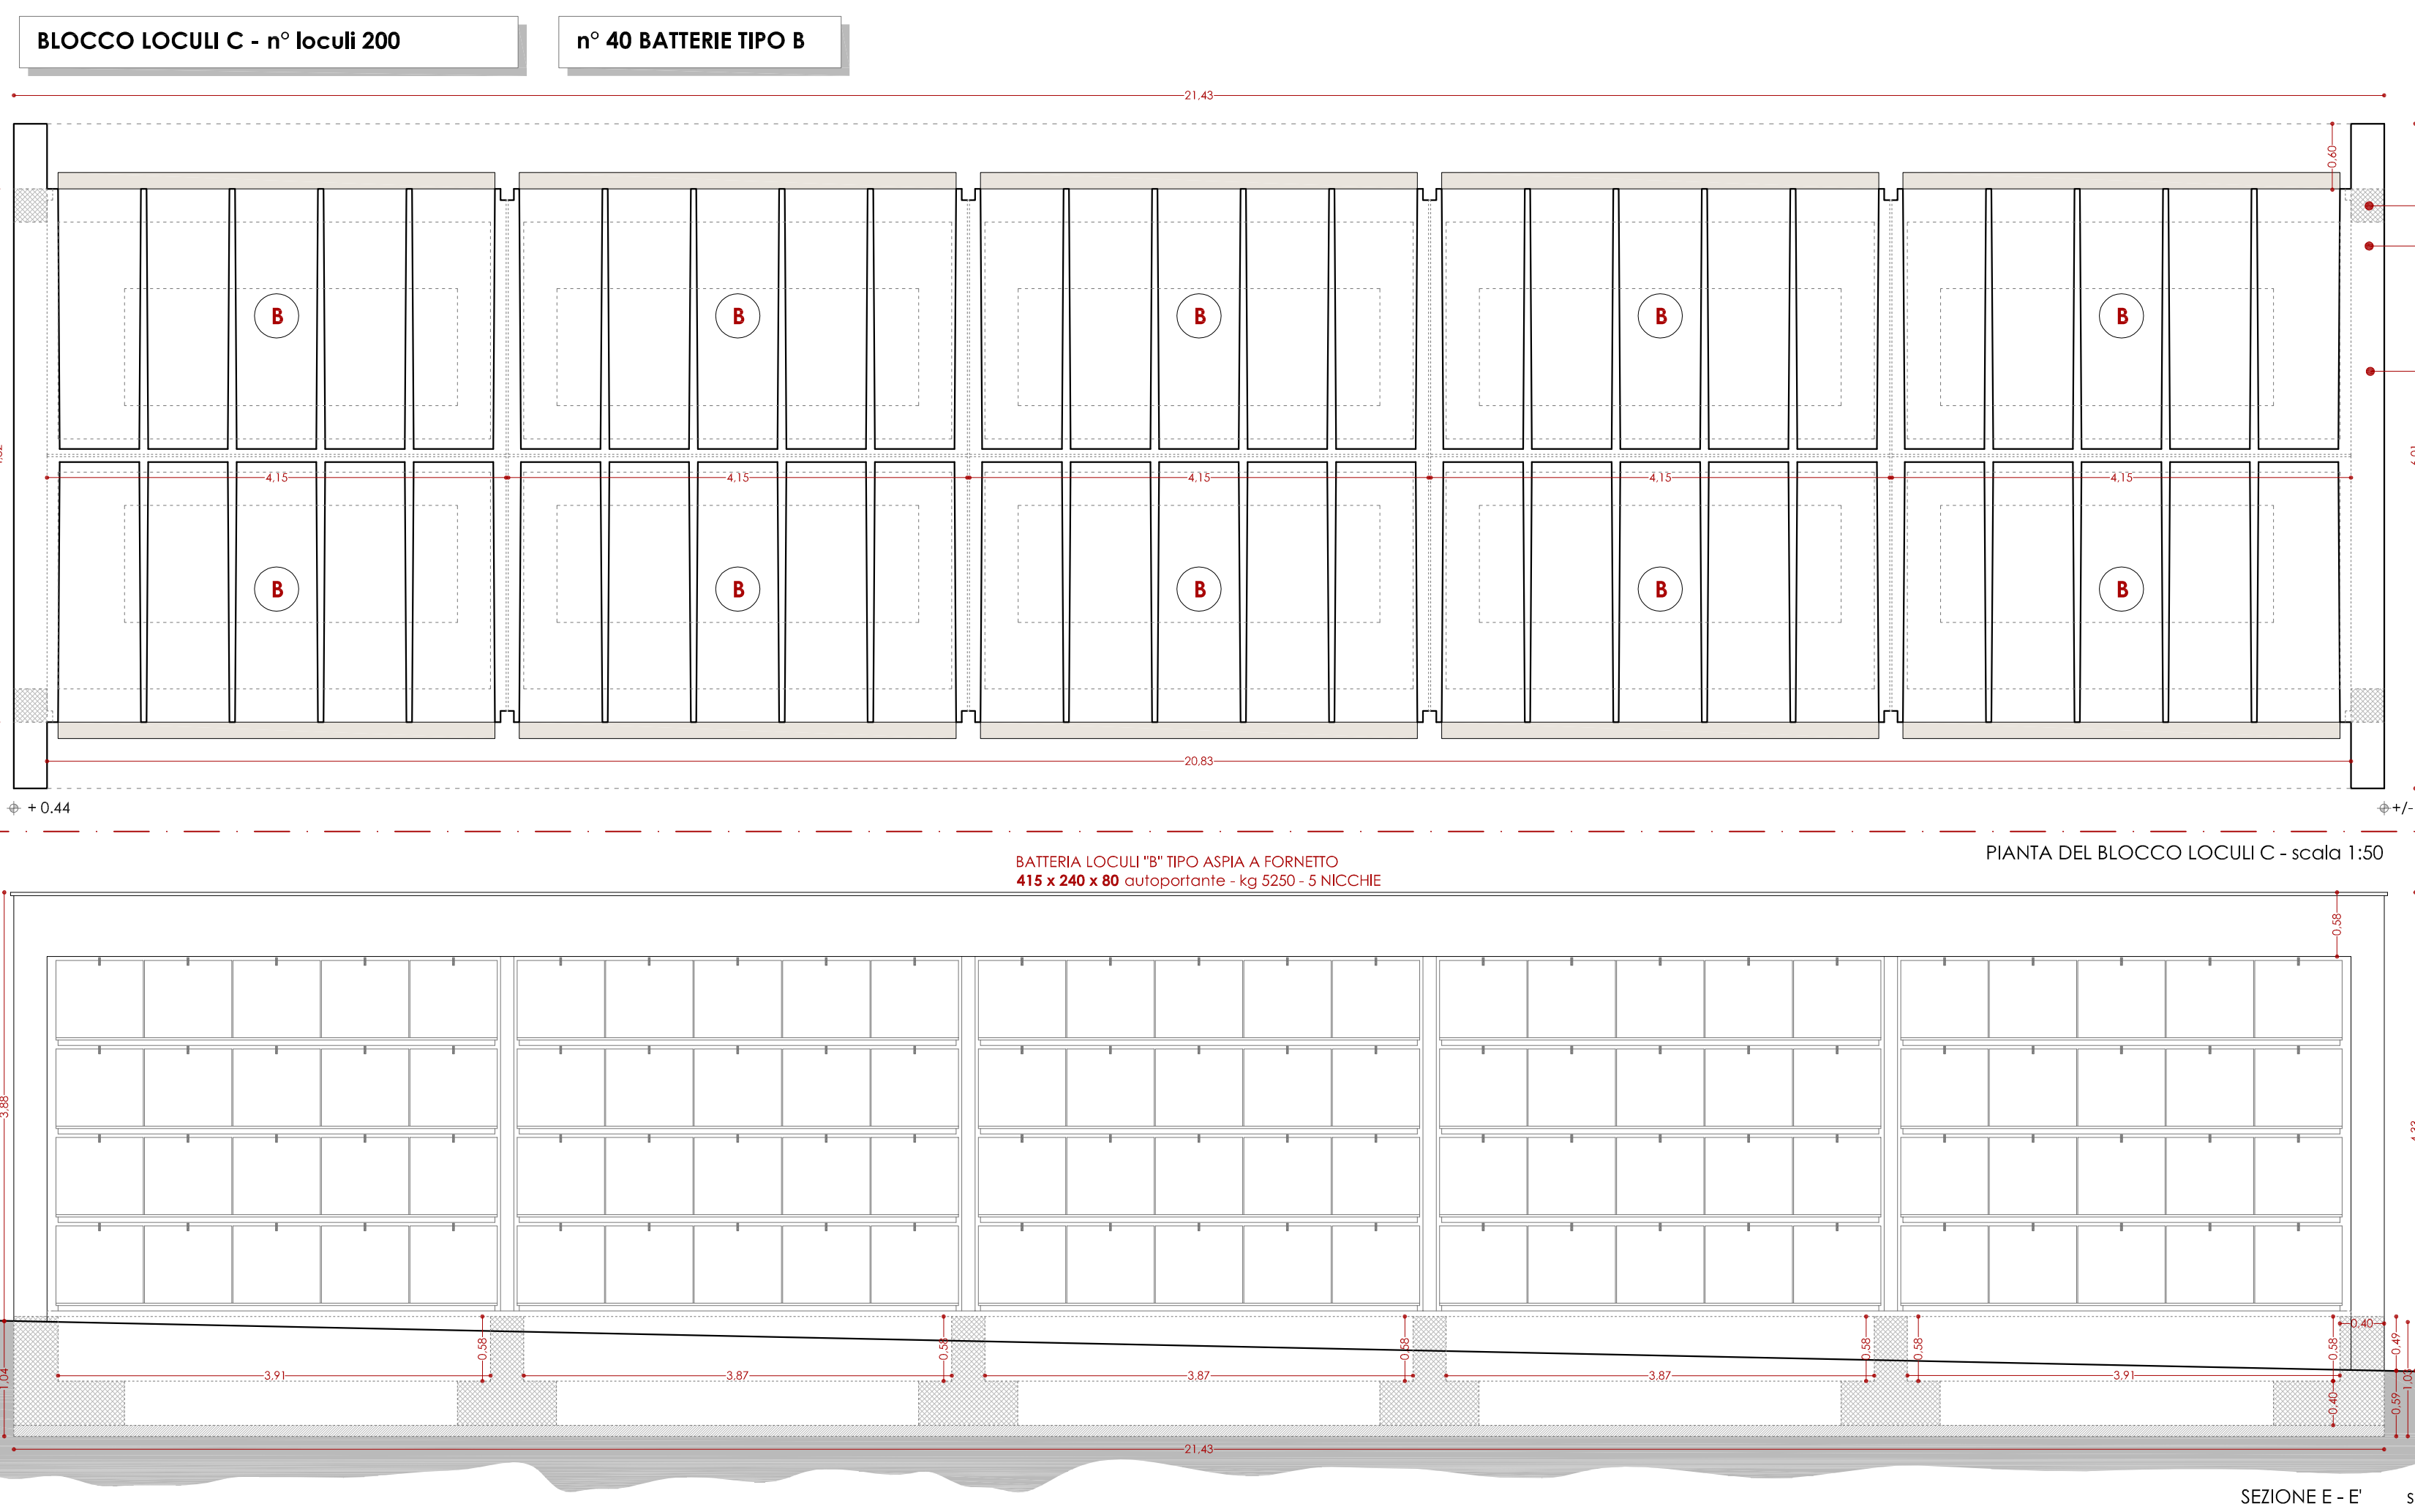 BLOCCO LOCULI C - n° loculi 200
n° 40 BATTERIE TIPO B
21,43
0.60
B B B B B
4,15 4,15 4,15 4,15 4,15
B B B B B
20,83
+ 0.44
+/-
PIANTA DEL BLOCCO LOCULI C - scala 1:50
BATTERIA LOCULI "B" TIPO ASPIA A FORNETTO
415 x 240 x 80 autoportante - kg 5250 - 5 NICCHIE
0.58
3,88
0.58 0.58 0.58 0.58 0.58 0.58 0.40 0.49
3,91 3,87 3,87 3,87 3,91
1,04
0.40 0.59
21,43
SEZIONE E - E'